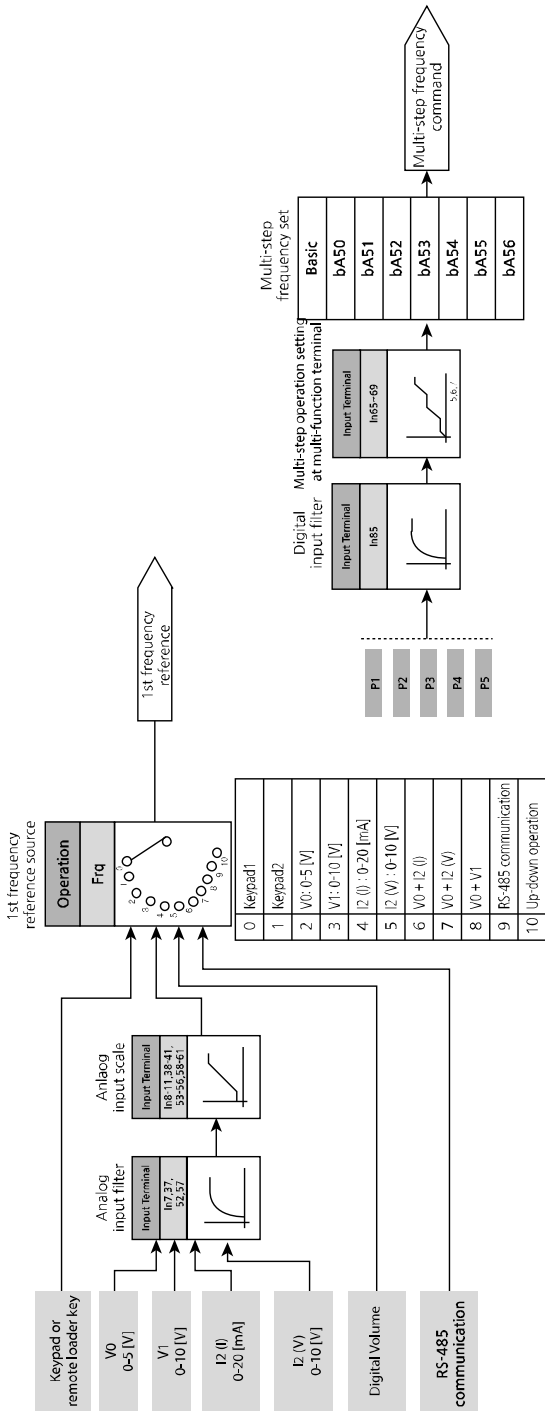 Keypad or
remote loader key
V0
0-5 [V]
V1
0-10 [V]
I2 (I)
0-20 [mA]
I2 (V)
0-10 [V]
Digital Volume
RS-485
communication
Analog
input filter
Input Terminal
In7,37,
52,57
Anlaog
input scale
Input Terminal
In8-11,38-41,
53-56,58-61
1st frequency
reference source
Operation
Frq
0
1
2
3
4
5
6
7
8
9
10
0 Keypad1
1 Keypad2
2 V0: 0-5 [V]
3 V1: 0-10 [V]
4 I2 (I) : 0-20 [mA]
5 I2 (V) : 0-10 [V]
6 V0 + I2 (I)
7 V0 + I2 (V)
8 V0 + V1
9 RS-485 communication
10 Up-down operation
1st frequency
reference
P1
P2
P3
P4
P5
Digital
input filter
Input Terminal
In85
Multi-step operation setting
at multi-function terminal
Input Terminal
In65~69
5,6,7
Multi-step
frequency set
Basic
bA50
bA51
bA52
bA53
bA54
bA55
bA56
Multi-step frequency
command